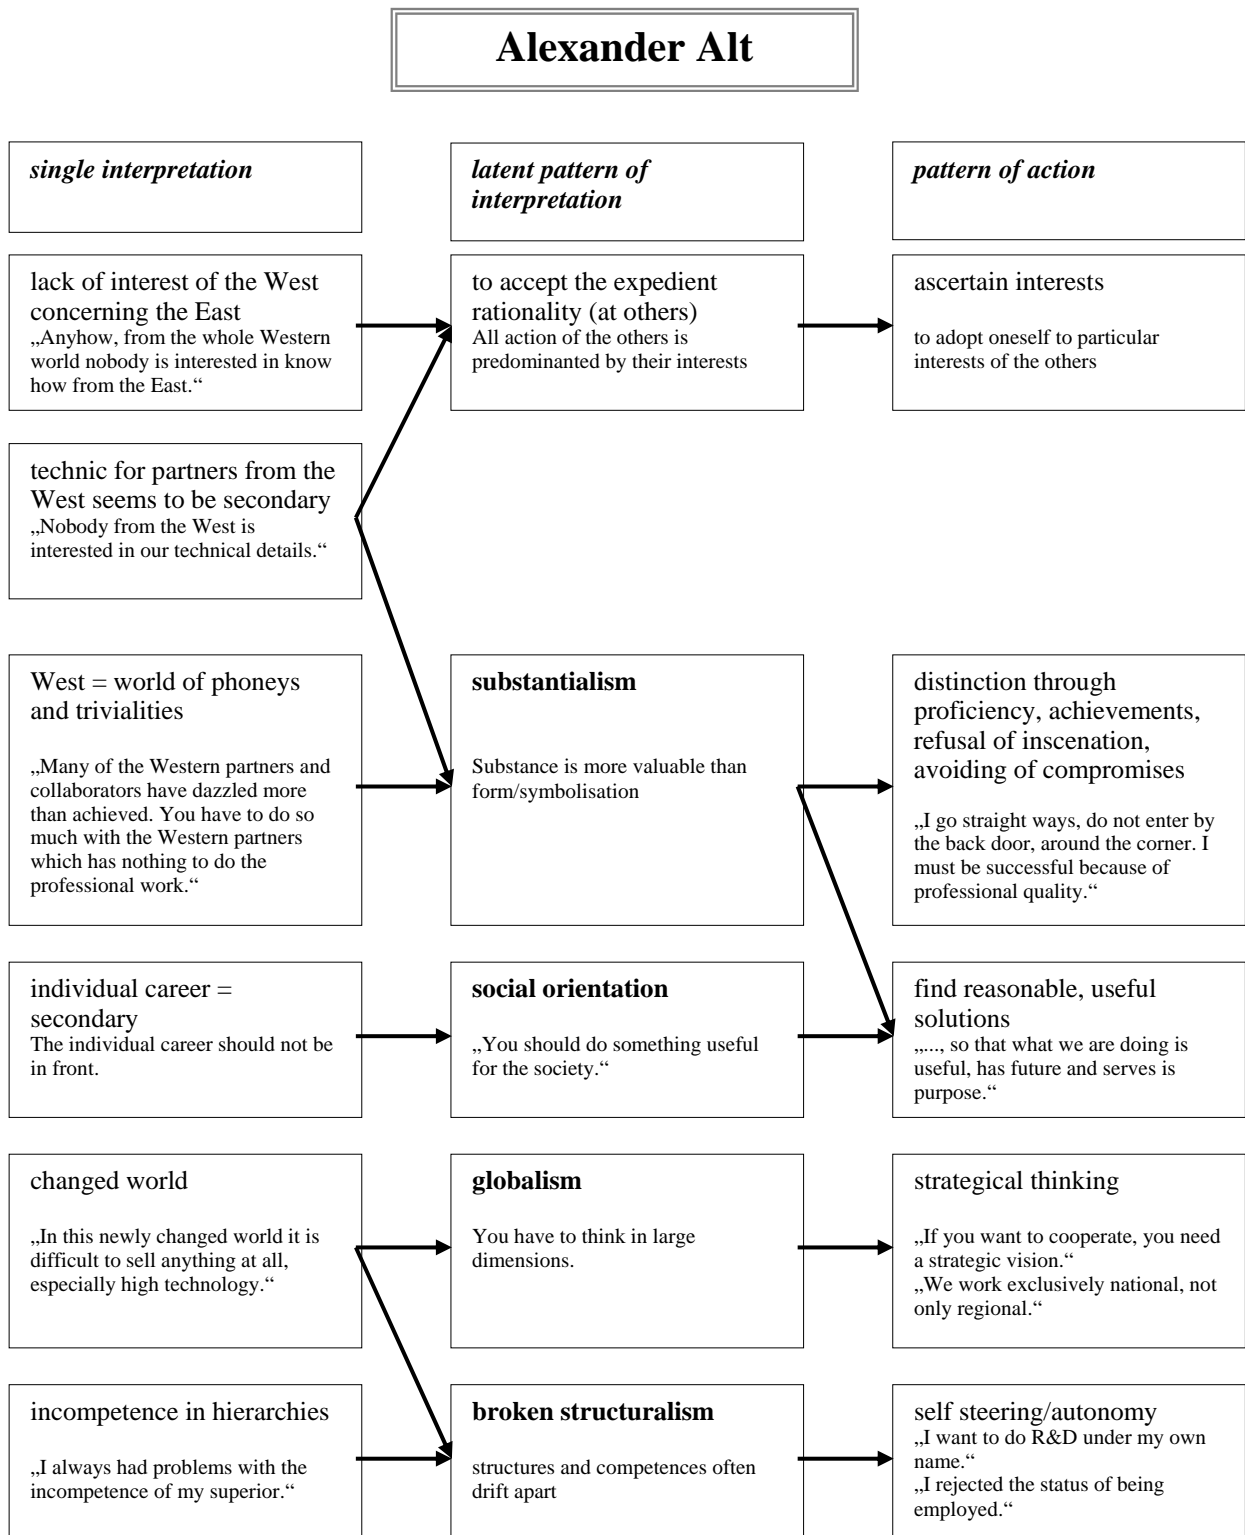 Alexander Alt
single interpretation
latent pattern of
interpretation
pattern of action
lack of interest of the West
concerning the East
„Anyhow, from the whole Western
world nobody is interested in know
how from the East.“
to accept the expedient
rationality (at others)
All action of the others is
predominanted by their interests
ascertain interests
to adopt oneself to particular
interests of the others
technic for partners from the
West seems to be secondary
„Nobody from the West is
interested in our technical details.“
West = world of phoneys
and trivialities
„Many of the Western partners and
collaborators have dazzled more
than achieved. You have to do so
much with the Western partners
which has nothing to do the
professional work.“
substantialism
Substance is more valuable than
form/symbolisation
distinction through
proficiency, achievements,
refusal of inscenation,
avoiding of compromises
„I go straight ways, do not enter by
the back door, around the corner. I
must be successful because of
professional quality.“
individual career =
secondary
The individual career should not be
in front.
social orientation
„You should do something useful
for the society.“
find reasonable, useful
solutions
„..., so that what we are doing is
useful, has future and serves is
purpose.“
changed world
„In this newly changed world it is
difficult to sell anything at all,
especially high technology.“
globalism
You have to think in large
dimensions.
strategical thinking
„If you want to cooperate, you need
a strategic vision.“
„We work exclusively national, not
only regional.“
incompetence in hierarchies
„I always had problems with the
incompetence of my superior.“
broken structuralism
structures and competences often
drift apart
self steering/autonomy
„I want to do R&D under my own
name.“
„I rejected the status of being
employed.“